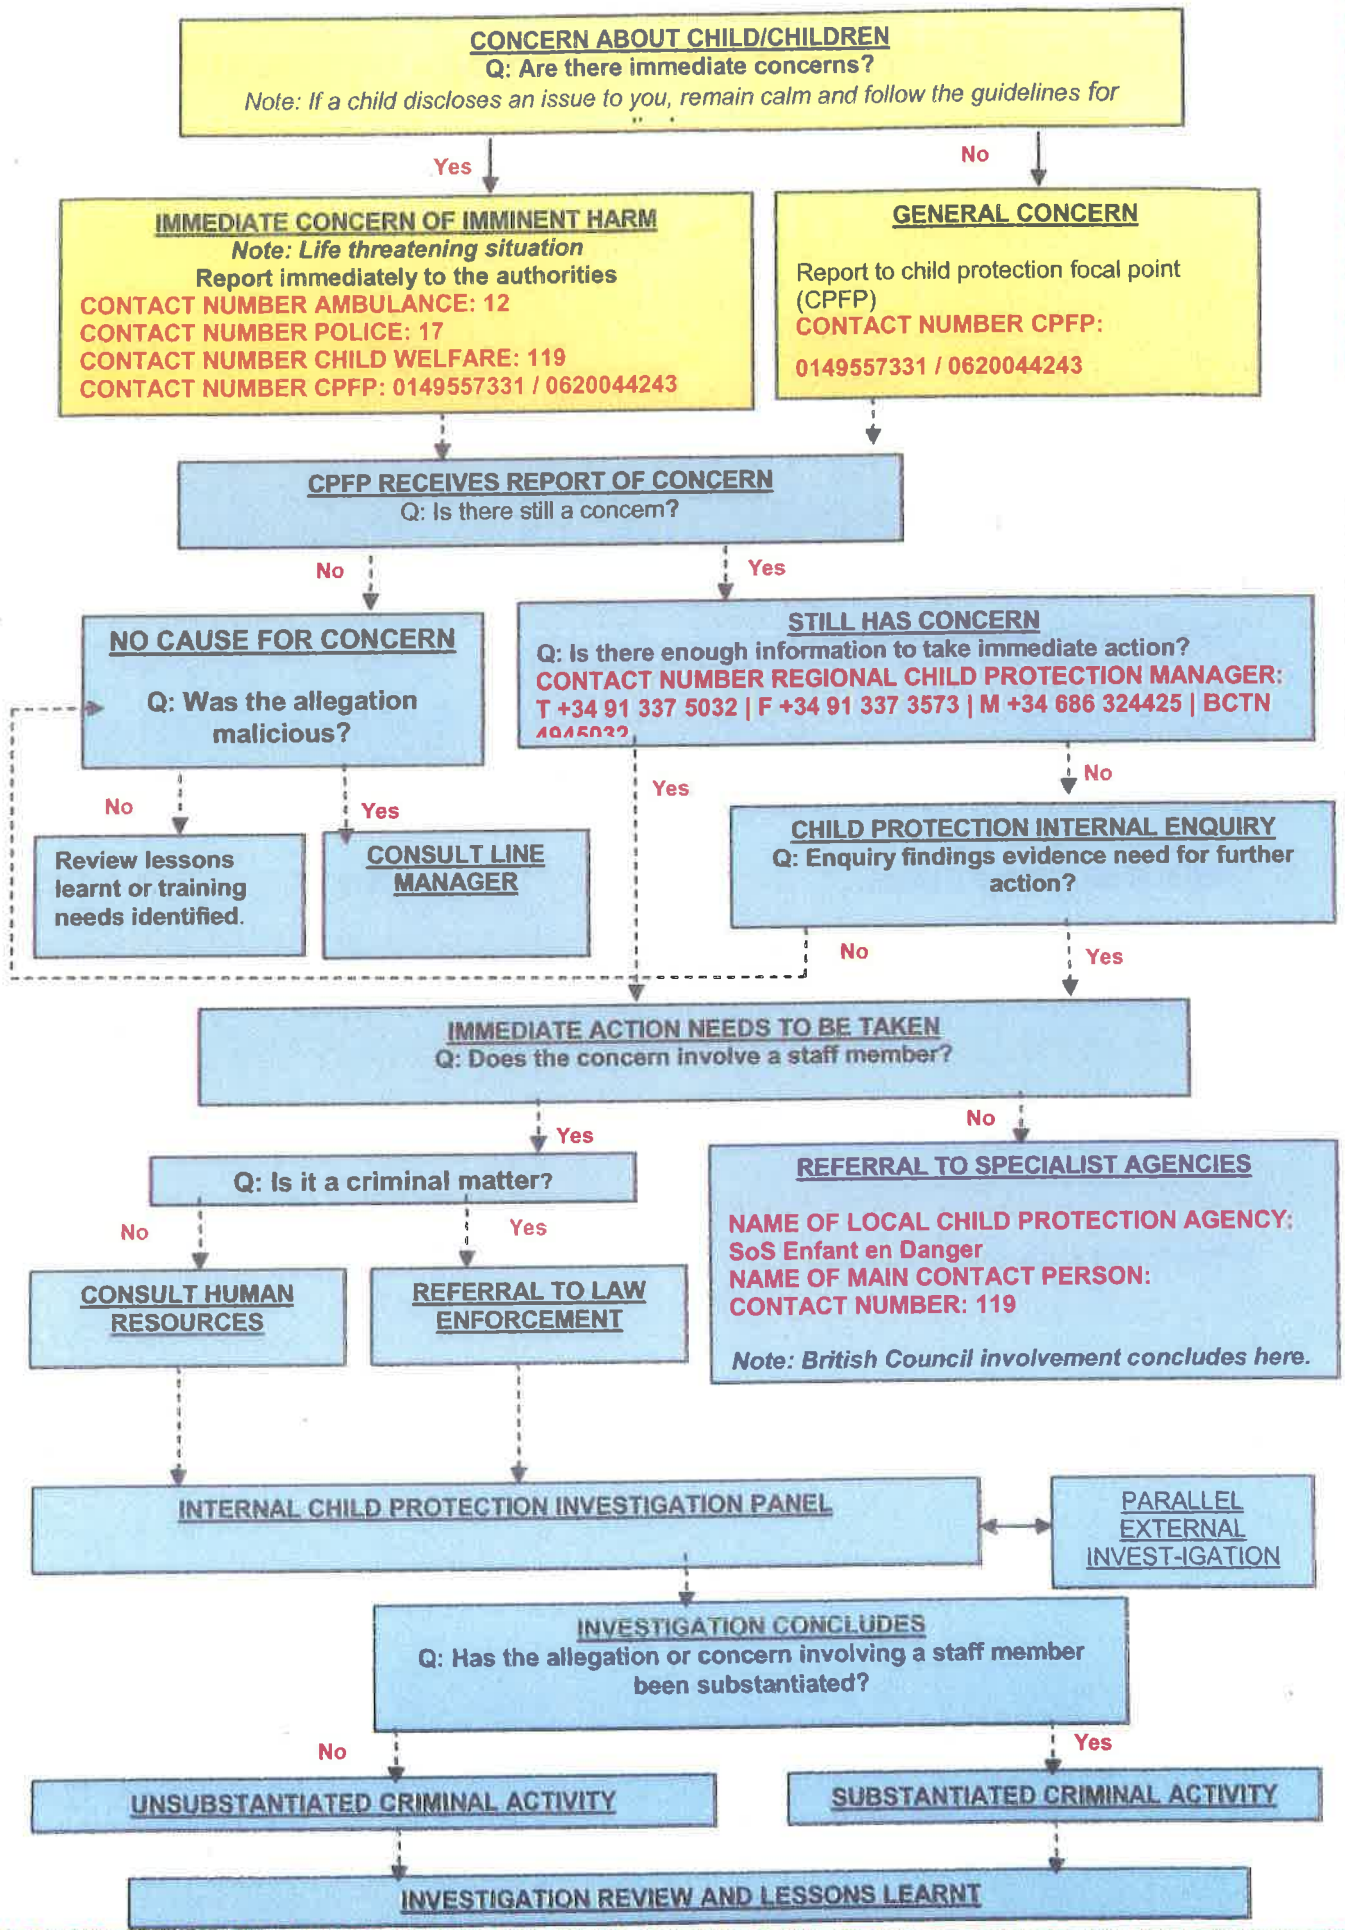 CONCERN ABOUT CHILD/CHILDREN
Q: Are there immediate concerns?
Note: If a child discloses an issue to you, remain calm and follow the guidelines for
Yes
No
IMMEDIATE CONCERN OF IMMINENT HARM
Note: Life threatening situation
Report immediately to the authorities
CONTACT NUMBER AMBULANCE: 12
CONTACT NUMBER POLICE: 17
CONTACT NUMBER CHILD WELFARE: 119
CONTACT NUMBER CPFP: 0149557331 / 0620044243
GENERAL CONCERN
Report to child protection focal point
(CPFP)
CONTACT NUMBER CPFP:
0149557331 / 0620044243
CPFP RECEIVES REPORT OF CONCERN
Q: Is there still a concern?
No
Yes
NO CAUSE FOR CONCERN
Q: Was the allegation
malicious?
STILL HAS CONCERN
Q: Is there enough information to take immediate action?
CONTACT NUMBER REGIONAL CHILD PROTECTION MANAGER:
T +34 91 337 5032 | F +34 91 337 3573 | M +34 686 324425 | BCTN
4945032
No
Yes
Yes
No
Review lessons
learnt or training
needs identified.
CONSULT LINE
MANAGER
CHILD PROTECTION INTERNAL ENQUIRY
Q: Enquiry findings evidence need for further
action?
No
Yes
IMMEDIATE ACTION NEEDS TO BE TAKEN
Q: Does the concern involve a staff member?
Yes
No
Q: Is it a criminal matter?
No
Yes
REFERRAL TO SPECIALIST AGENCIES
NAME OF LOCAL CHILD PROTECTION AGENCY:
SoS Enfant en Danger
NAME OF MAIN CONTACT PERSON:
CONTACT NUMBER: 119
Note: British Council involvement concludes here.
CONSULT HUMAN
RESOURCES
REFERRAL TO LAW
ENFORCEMENT
INTERNAL CHILD PROTECTION INVESTIGATION PANEL
PARALLEL
EXTERNAL
INVEST-IGATION
INVESTIGATION CONCLUDES
Q: Has the allegation or concern involving a staff member
been substantiated?
No
Yes
UNSUBSTANTIATED CRIMINAL ACTIVITY
SUBSTANTIATED CRIMINAL ACTIVITY
INVESTIGATION REVIEW AND LESSONS LEARNT